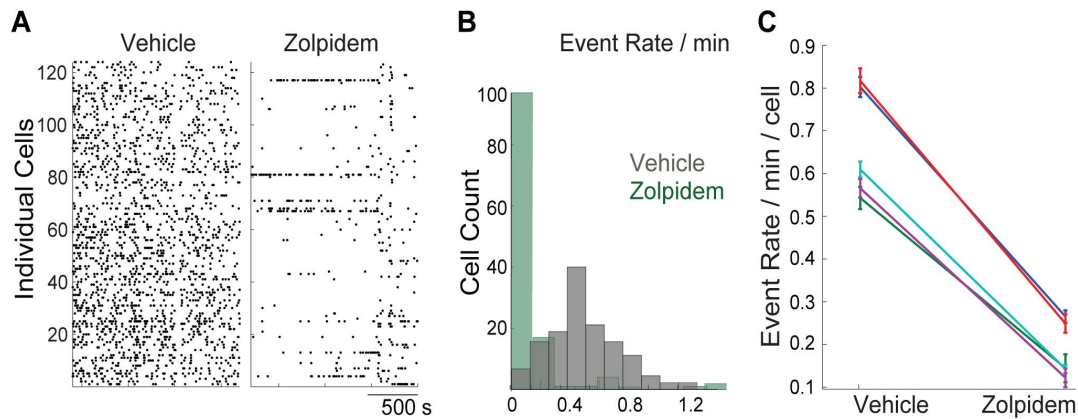 A
Vehicle
Zolpidem
Individual Cells
120
100
80
60
40
20
500 s
B
Event Rate / min
Cell Count
100
80
60
40
20
Vehicle
Zolpidem
0
0.4
0.8
1.2
C
Event Rate / min / cell
0.9
0.8
0.7
0.6
0.5
0.4
0.3
0.2
0.1
Vehicle
Zolpidem